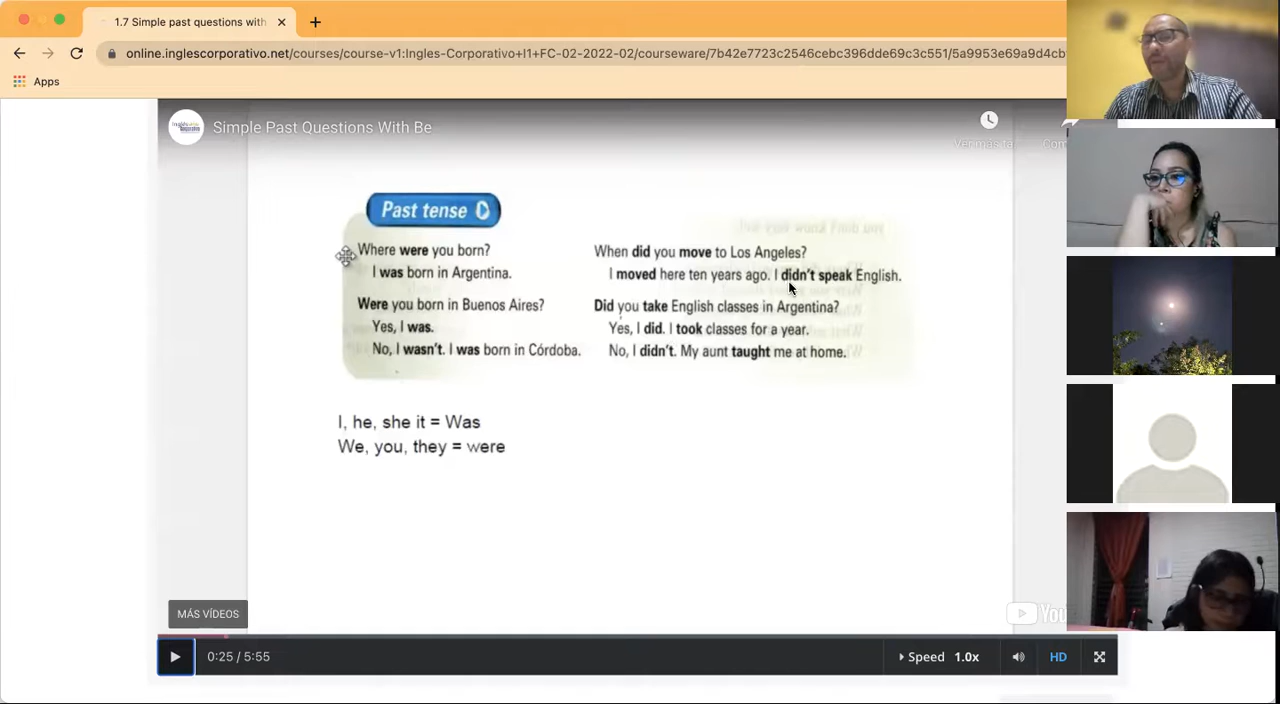 1.7 Simple past questions with
online.inglescorporativo.net/courses/course-v1:Ingles-Corporativo+I1+FC-02-2022-02/courseware/7b42e7723c2546cebc396dde69c3c551/5a9953e69a9d4cb
Apps
Simple Past Questions With Be
Past tense
Where were you born?
I was born in Argentina.
Were you born in Buenos Aires?
Yes, I was.
No, I wasn't. I was born in Córdoba.
When did you move to Los Angeles?
I moved here ten years ago. I didn't speak English.
Did you take English classes in Argentina?
Yes, I did. I took classes for a year.
No, I didn't. My aunt taught me at home.
I, he, she it = Was
We, you, they = were
MÁS VÍDEOS
0:25 / 5:55
Speed 1.0x
HD